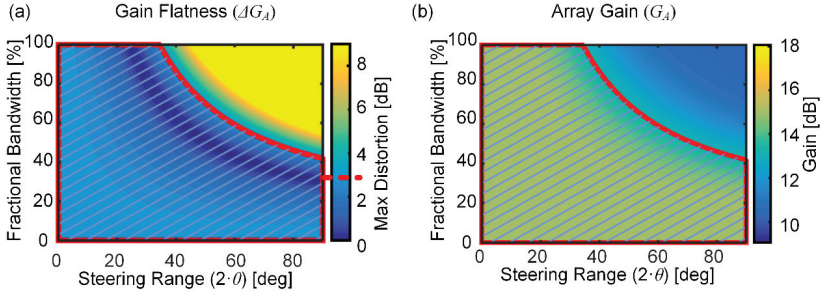 (a) Gain Flatness (ΔG_A)
Fractional Bandwidth [%]
100
80
60
40
20
0
0 20 40 60 80
Steering Range (2·θ) [deg]
8
6
4
2
0
Max Distortion [dB]
(b) Array Gain (G_A)
Fractional Bandwidth [%]
100
80
60
40
20
0
0 20 40 60 80
Steering Range (2·θ) [deg]
18
16
14
12
10
Gain [dB]